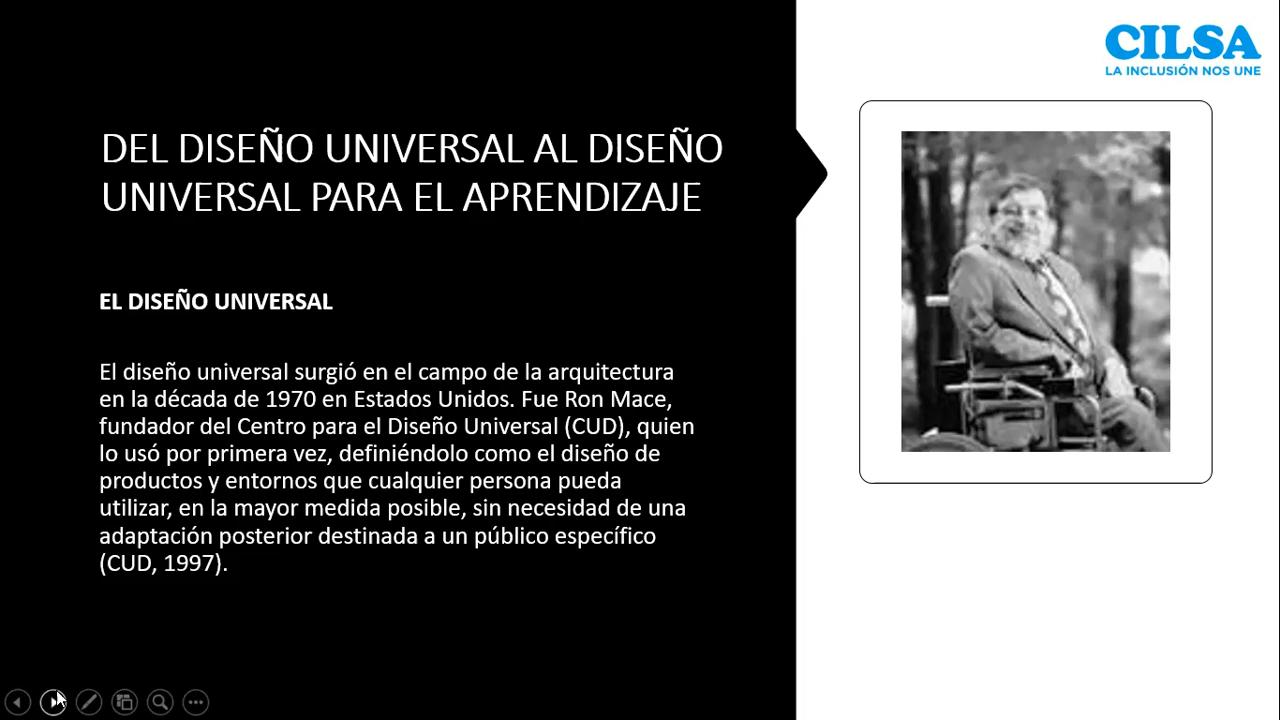 CILSA
LA INCLUSIÓN NOS UNE
DEL DISEÑO UNIVERSAL AL DISEÑO
UNIVERSAL PARA EL APRENDIZAJE
EL DISEÑO UNIVERSAL
El diseño universal surgió en el campo de la arquitectura
en la década de 1970 en Estados Unidos. Fue Ron Mace,
fundador del Centro para el Diseño Universal (CUD), quien
lo usó por primera vez, definiéndolo como el diseño de
productos y entornos que cualquier persona pueda
utilizar, en la mayor medida posible, sin necesidad de una
adaptación posterior destinada a un público específico
(CUD, 1997).